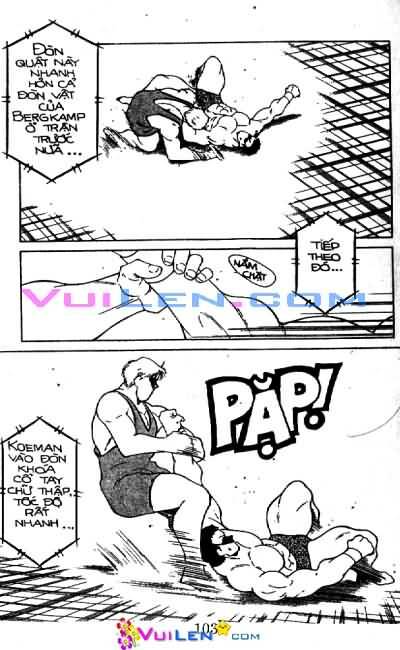 ĐÒN
QUẬT NÀY
NHANH
HƠN CẢ
ĐÒN VẬT
CỦA
BERGKAMP
Ở TRẬN
TRƯỚC
NỮA...
TIẾP
THEO
ĐÓ...
NẮM
CHẶT
VUILEN.COM
PẶP!
KOEMAN
VÀO ĐÒN
KHÓA
CỔ TAY
CHỮ THẬP,
TỐC ĐỘ
RẤT
NHANH...
103
VUILEN.com